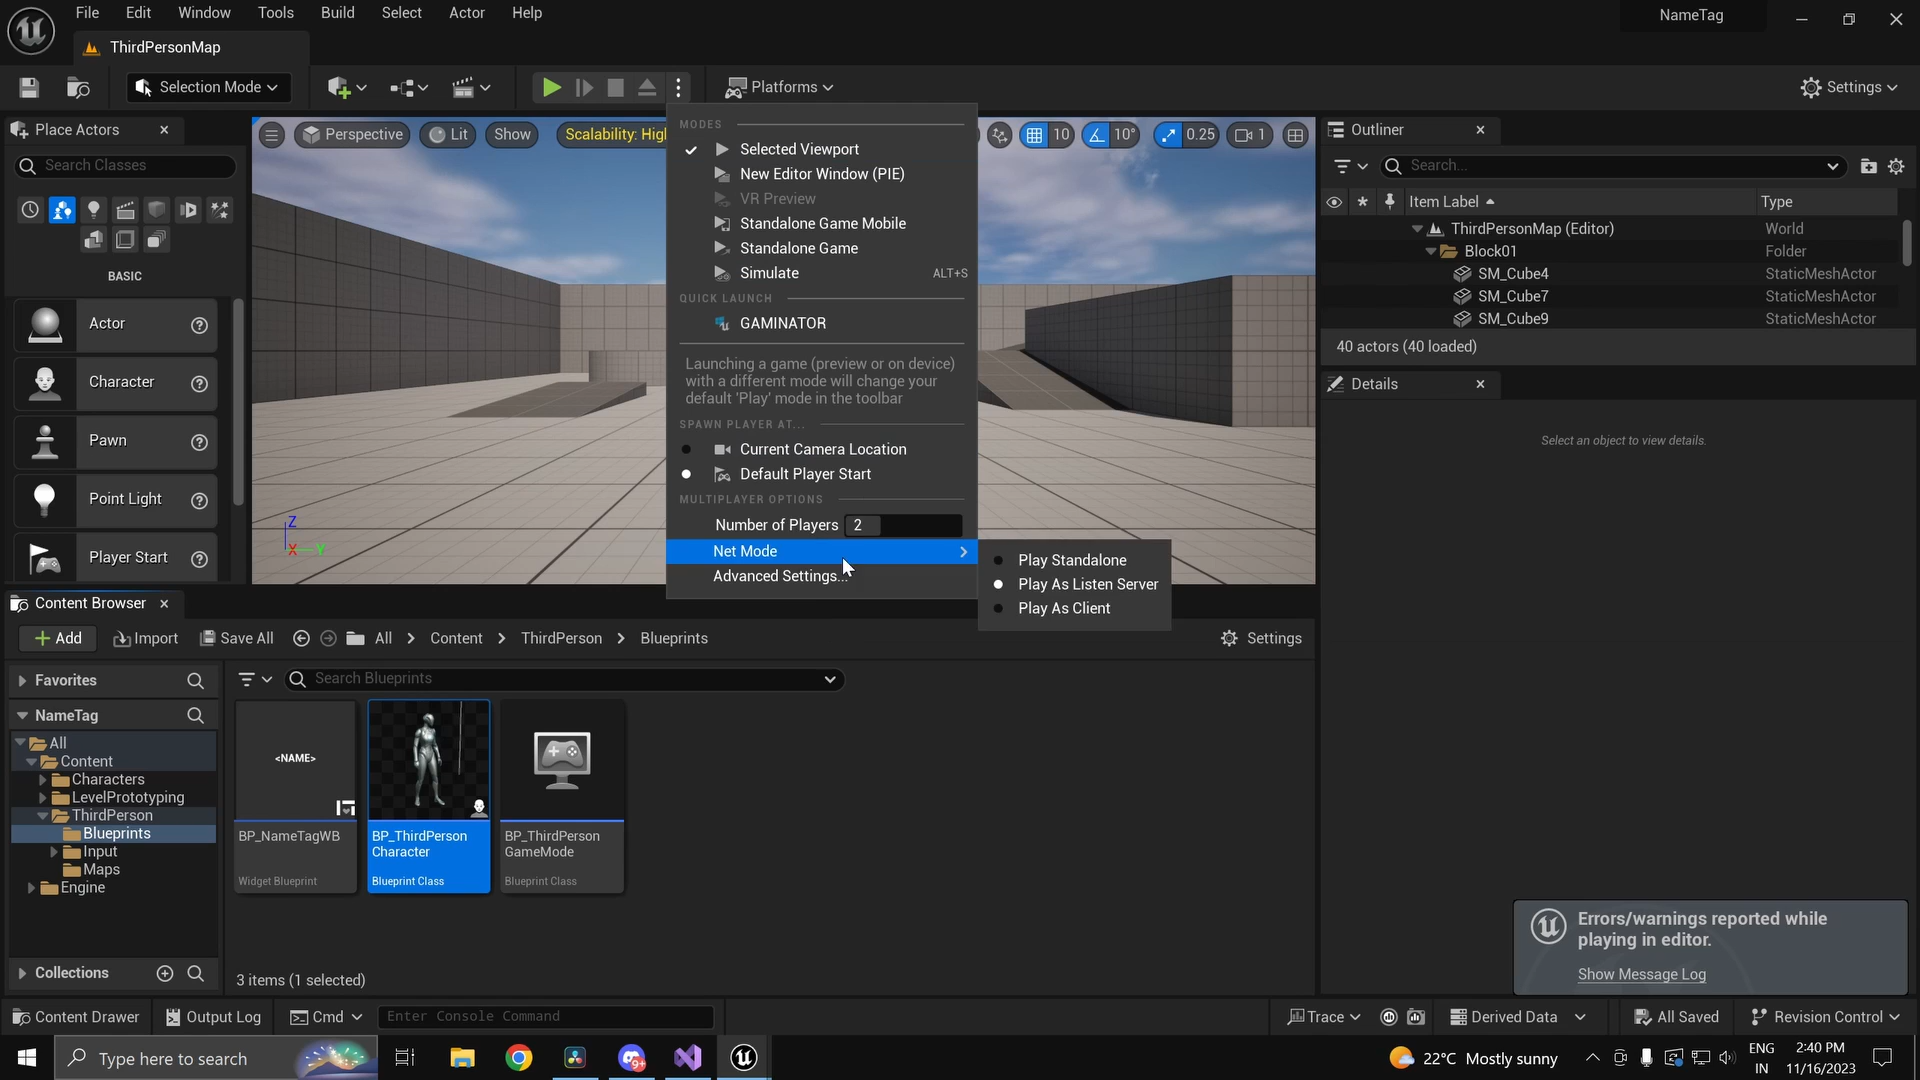 File Edit Window Tools Build Select Actor Help
NameTag
ThirdPersonMap
Selection Mode
Platforms
Settings
Place Actors
Search Classes
BASIC
Actor
Character
Pawn
Point Light
Player Start
Perspective
Lit
Show
Scalability: High
10
10°
0.25
1
MODES
Selected Viewport
New Editor Window (PIE)
VR Preview
Standalone Game Mobile
Standalone Game
Simulate ALT+S
QUICK LAUNCH
GAMINATOR
Launching a game (preview or on device)
with a different mode will change your
default 'Play' mode in the toolbar
SPAWN PLAYER AT...
Current Camera Location
Default Player Start
MULTIPLAYER OPTIONS
Number of Players 2
Net Mode
Advanced Settings...
Play Standalone
Play As Listen Server
Play As Client
Z
X Y
Outliner
Search...
Item Label Type
ThirdPersonMap (Editor) World
Block01 Folder
SM_Cube4 StaticMeshActor
SM_Cube7 StaticMeshActor
SM_Cube9 StaticMeshActor
40 actors (40 loaded)
Details
Select an object to view details.
Content Browser
Add Import Save All All Content ThirdPerson Blueprints Settings
Favorites
NameTag
All
Content
Characters
LevelPrototyping
ThirdPerson
Blueprints
Input
Maps
Engine
Collections
Search Blueprints
<NAME>
BP_NameTagWB
Widget Blueprint
BP_ThirdPerson
Character
Blueprint Class
BP_ThirdPerson
GameMode
Blueprint Class
3 items (1 selected)
Errors/warnings reported while
playing in editor.
Show Message Log
Content Drawer Output Log Cmd Enter Console Command Trace Derived Data All Saved Revision Control
Type here to search
9+
22°C Mostly sunny
ENG
IN
2:40 PM
11/16/2023